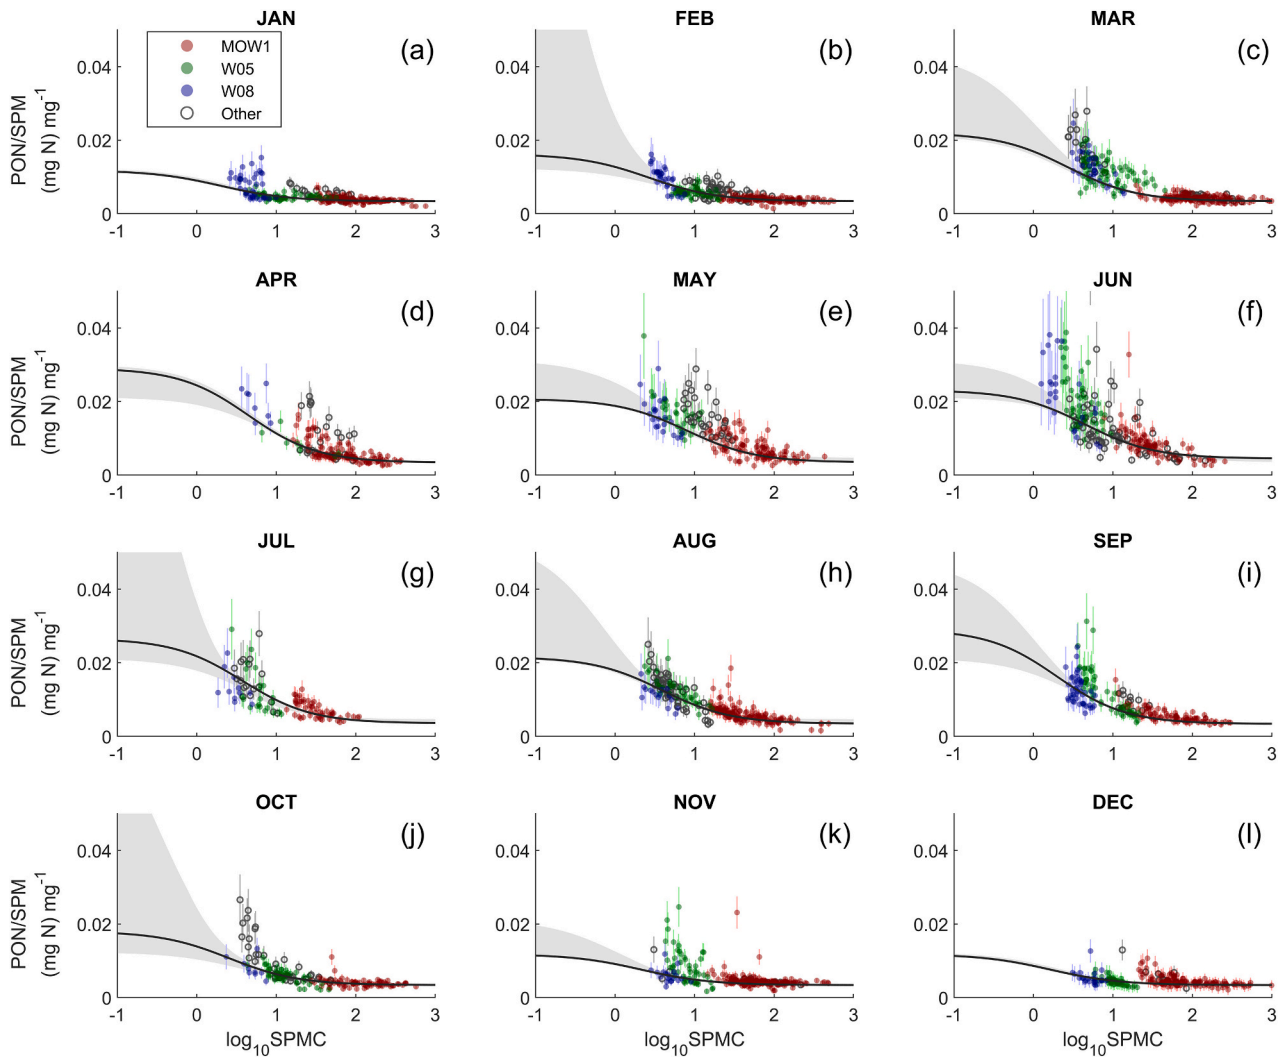 JAN
FEB
MAR
(a)
(b)
(c)
MOW1
W05
W08
Other
PON/SPM
(mg N) mg⁻¹
0.04
0.02
0
0.04
0.02
0
0.04
0.02
0
-1 0 1 2 3
-1 0 1 2 3
-1 0 1 2 3
APR
MAY
JUN
(d)
(e)
(f)
PON/SPM
(mg N) mg⁻¹
0.04
0.02
0
0.04
0.02
0
0.04
0.02
0
-1 0 1 2 3
-1 0 1 2 3
-1 0 1 2 3
JUL
AUG
SEP
(g)
(h)
(i)
PON/SPM
(mg N) mg⁻¹
0.04
0.02
0
0.04
0.02
0
0.04
0.02
0
-1 0 1 2 3
-1 0 1 2 3
-1 0 1 2 3
OCT
NOV
DEC
(j)
(k)
(l)
PON/SPM
(mg N) mg⁻¹
0.04
0.02
0
0.04
0.02
0
0.04
0.02
0
-1 0 1 2 3
-1 0 1 2 3
-1 0 1 2 3
log₁₀SPMC
log₁₀SPMC
log₁₀SPMC